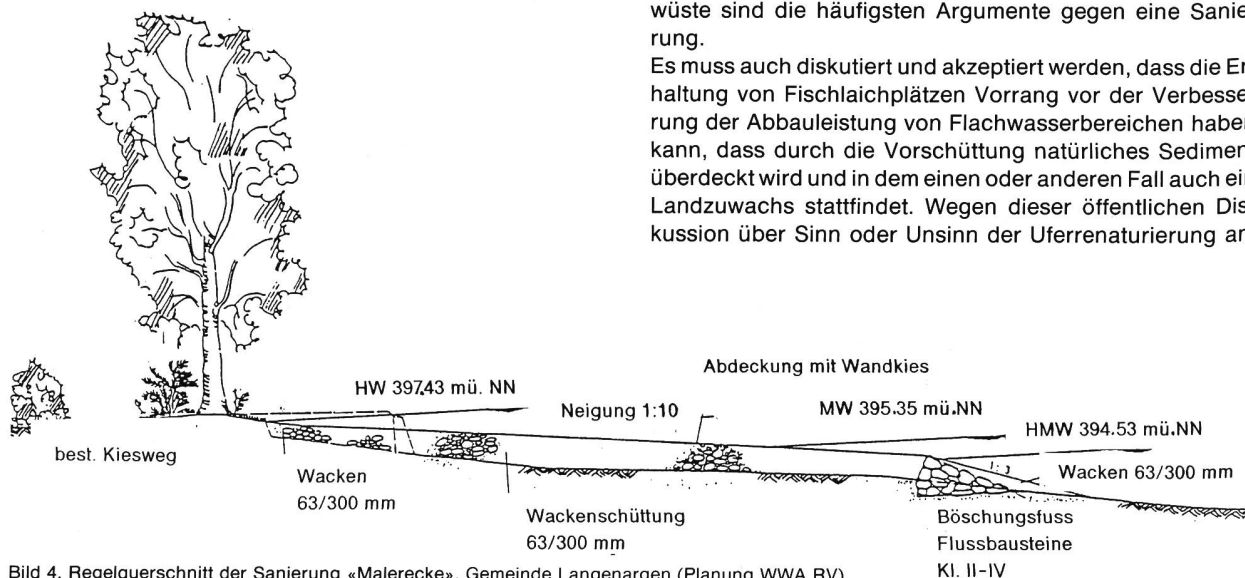 wüste sind die häufigsten Argumente gegen eine Sanie-
rung.
Es muss auch diskutiert und akzeptiert werden, dass die Er-
haltung von Fischlaichplätzen Vorrang vor der Verbesse-
rung der Abbauleistung von Flachwasserbereichen haben
kann, dass durch die Vorschüttung natürliches Sediment
überdeckt wird und in dem einen oder anderen Fall auch ein
Landzuwachs stattfindet. Wegen dieser öffentlichen Dis-
kussion über Sinn oder Unsinn der Uferrenaturierung an
Abdeckung mit Wandkies
HW 397.43 mü. NN
Neigung 1:10
MW 395.35 mü.NN
HMW 394.53 mü.NN
best. Kiesweg
1:3
Wacken
63/300 mm
Wacken 63/300 mm
Wackenschüttung
63/300 mm
Böschungsfuss
Flussbausteine
Kl. II-IV
Bild 4. Regelquerschnitt der Sanierung «Malerecke», Gemeinde Langenargen (Planung WWA RV).